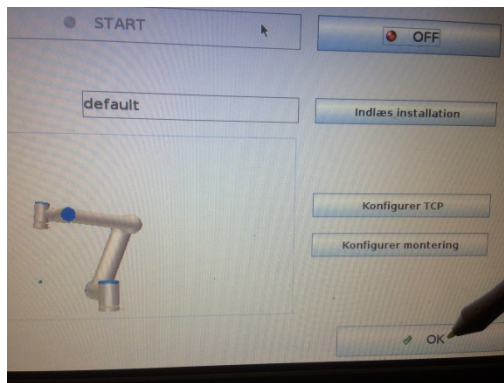 START
OFF
default
Indlæs installation
Konfigurer TCP
Konfigurer montering
OK